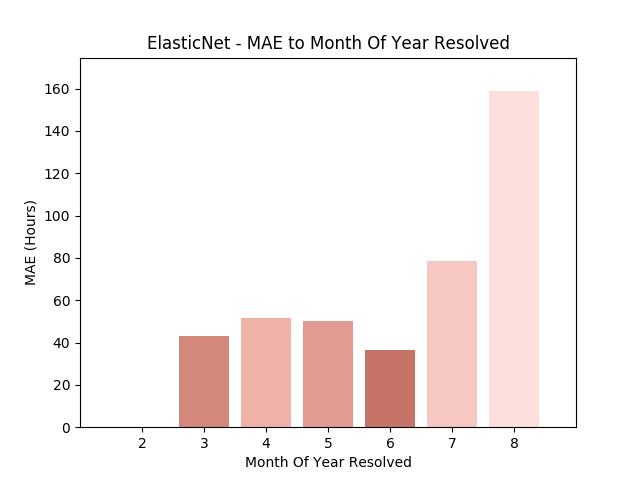 ElasticNet - MAE to Month Of Year Resolved
MAE (Hours)
160
140
120
100
80
60
40
20
0
2 3 4 5 6 7 8
Month Of Year Resolved